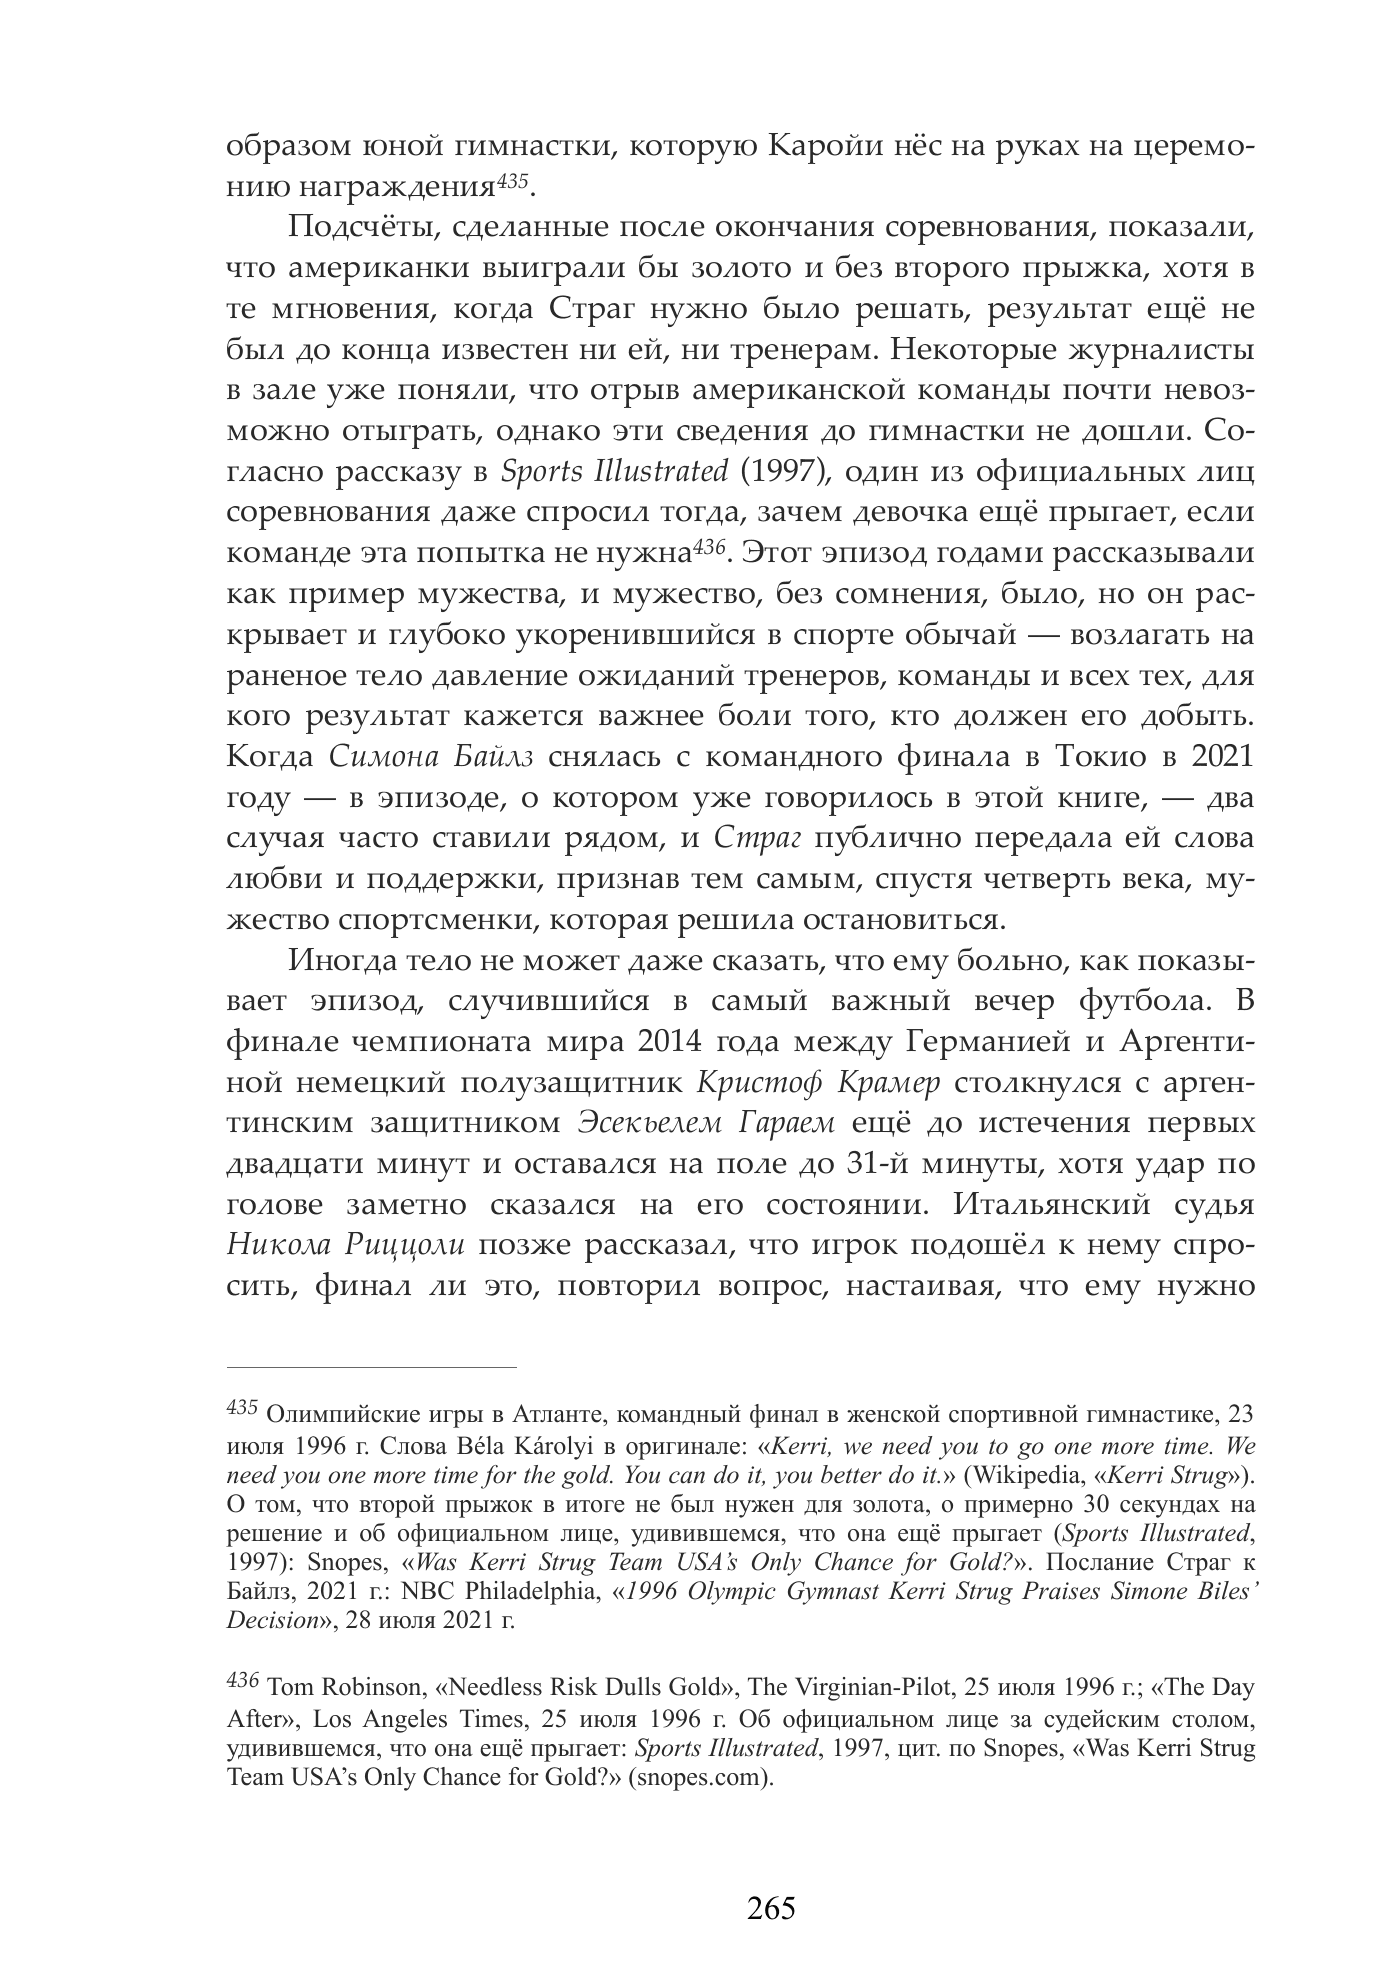 образом юной гимнастки, которую Каройи нёс на руках на церемо-
нию награждения435.
Подсчёты, сделанные после окончания соревнования, показали,
что американки выиграли бы золото и без второго прыжка, хотя в
те мгновения, когда Страг нужно было решать, результат ещё не
был до конца известен ни ей, ни тренерам. Некоторые журналисты
в зале уже поняли, что отрыв американской команды почти невоз-
можно отыграть, однако эти сведения до гимнастки не дошли. Со-
гласно рассказу в Sports Illustrated (1997), один из официальных лиц
соревнования даже спросил тогда, зачем девочка ещё прыгает, если
команде эта попытка не нужна436. Этот эпизод годами рассказывали
как пример мужества, и мужество, без сомнения, было, но он рас-
крывает и глубоко укоренившийся в спорте обычай — возлагать на
раненое тело давление ожиданий тренеров, команды и всех тех, для
кого результат кажется важнее боли того, кто должен его добыть.
Когда Симона Байлз снялась с командного финала в Токио в 2021
году — в эпизоде, о котором уже говорилось в этой книге, — два
случая часто ставили рядом, и Страг публично передала ей слова
любви и поддержки, признав тем самым, спустя четверть века, му-
жество спортсменки, которая решила остановиться.
Иногда тело не может даже сказать, что ему больно, как показы-
вает эпизод, случившийся в самый важный вечер футбола. В
финале чемпионата мира 2014 года между Германией и Аргенти-
ной немецкий полузащитник Кристоф Крамер столкнулся с арген-
тинским защитником Эсекьелем Гараем ещё до истечения первых
двадцати минут и оставался на поле до 31-й минуты, хотя удар по
голове заметно сказался на его состоянии. Итальянский судья
Никола Риццоли позже рассказал, что игрок подошёл к нему спро-
сить, финал ли это, повторил вопрос, настаивая, что ему нужно
435 Олимпийские игры в Атланте, командный финал в женской спортивной гимнастике, 23
июля 1996 г. Слова Béla Károlyi в оригинале: «Kerri, we need you to go one more time. We
need you one more time for the gold. You can do it, you better do it.» (Wikipedia, «Kerri Strug»).
О том, что второй прыжок в итоге не был нужен для золота, о примерно 30 секундах на
решение и об официальном лице, удивившемся, что она ещё прыгает (Sports Illustrated,
1997): Snopes, «Was Kerri Strug Team USA’s Only Chance for Gold?». Послание Страг к
Байлз, 2021 г.: NBC Philadelphia, «1996 Olympic Gymnast Kerri Strug Praises Simone Biles’
Decision», 28 июля 2021 г.
436 Tom Robinson, «Needless Risk Dulls Gold», The Virginian-Pilot, 25 июля 1996 г.; «The Day
After», Los Angeles Times, 25 июля 1996 г. Об официальном лице за судейским столом,
удивившемся, что она ещё прыгает: Sports Illustrated, 1997, цит. по Snopes, «Was Kerri Strug
Team USA’s Only Chance for Gold?» (snopes.com).
265